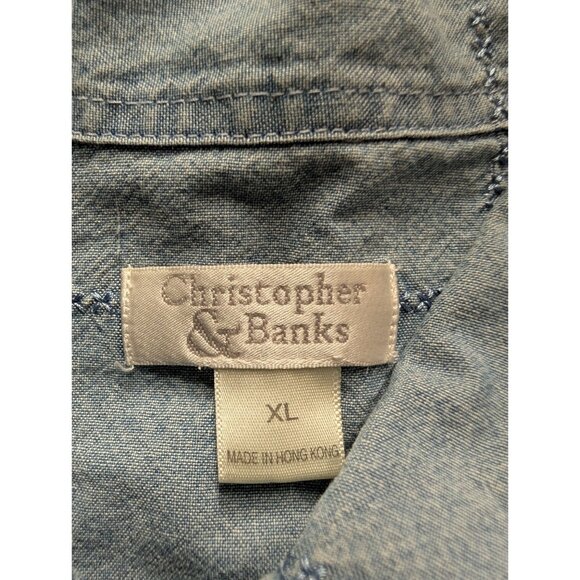 Christopher
& Banks
XL
MADE IN HONG KONG